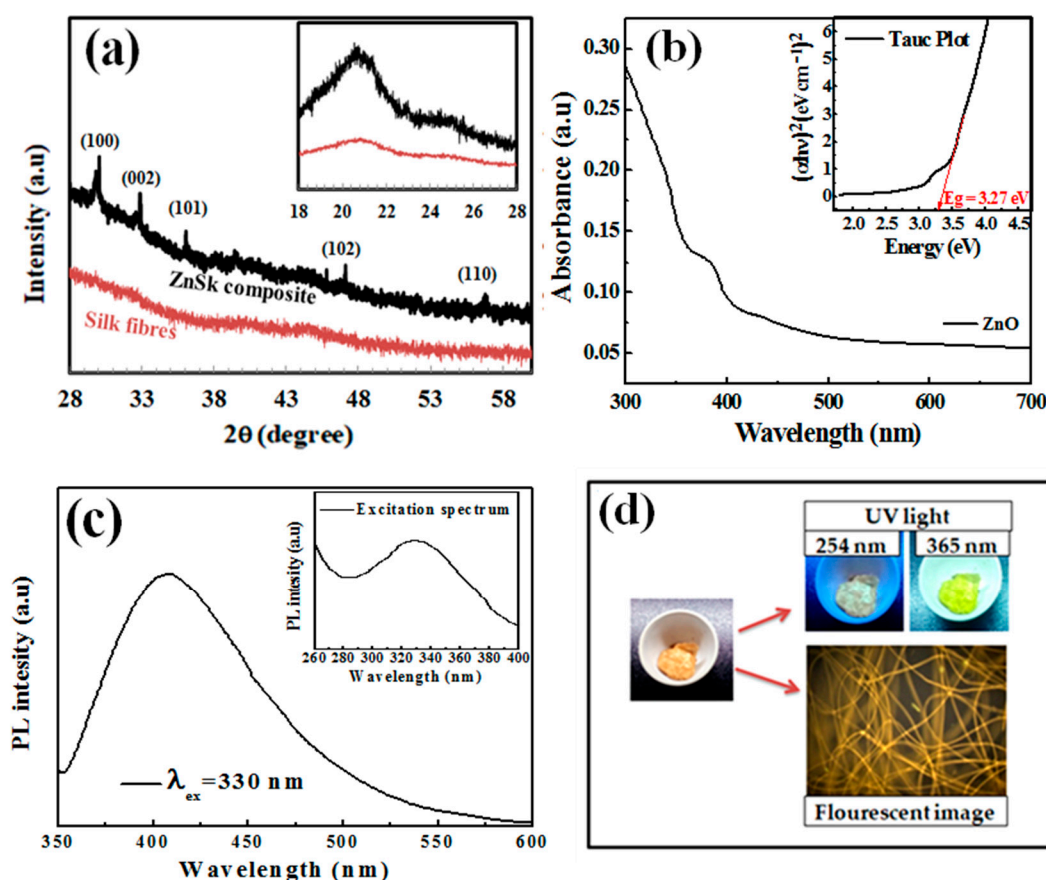 (a)
(100)
(002)
(101)
(102)
(110)
ZnSk composite
Silk fibres
Intensity (a.u)
28 33 38 43 48 53 58
2θ (degree)
18 20 22 24 26 28
(b)
0.30
0.25
0.20
0.15
0.10
0.05
Absorbance (a.u)
300 400 500 600 700
Wavelength (nm)
ZnO
Tauc Plot
6
5
4
3
2
1
0
(αhν)² (eV cm⁻¹)²
Eg = 3.27 eV
2.0 2.5 3.0 3.5 4.0 4.5
Energy (eV)
(c)
PL intesity (a.u)
λex=330 nm
350 400 450 500 550 600
Wavelength (nm)
Excitation spectrum
PL intesity (a.u)
260 280 300 320 340 360 380 400
Wavelength (nm)
(d)
UV light
254 nm 365 nm
Flourescent image